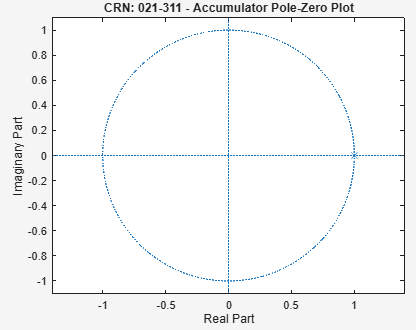 CRN: 021-311 - Accumulator Pole-Zero Plot
1
0.8
0.6
0.4
0.2
0
-0.2
-0.4
-0.6
-0.8
-1
Imaginary Part
-1 -0.5 0 0.5 1
Real Part